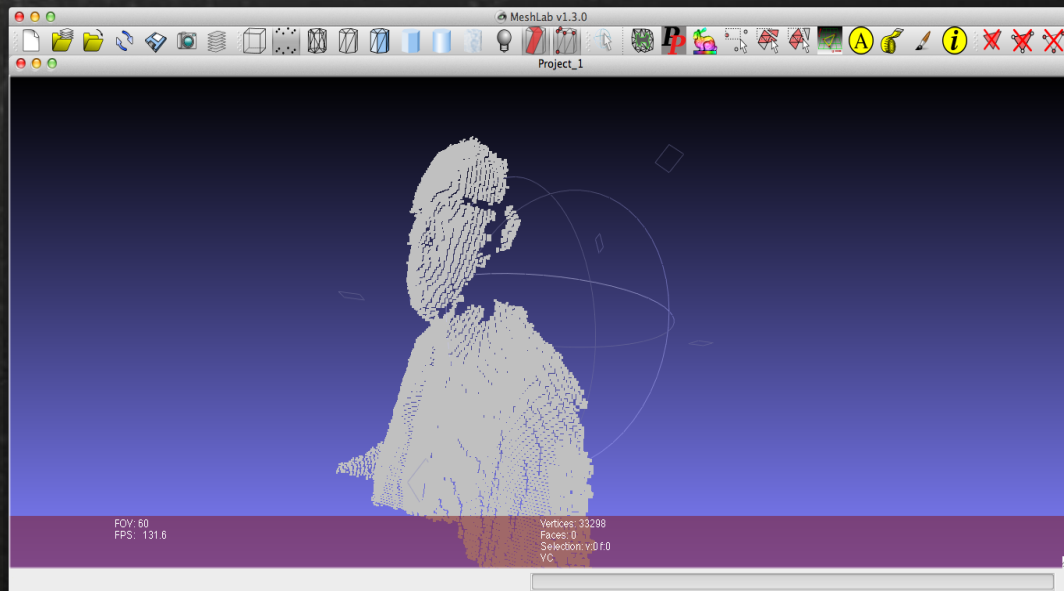 MeshLab v1.3.0
A
i
Project_1
FOV: 60
FPS: 131.6
Vertices: 33298
Faces: 0
Selection: v:0 f:0
VC